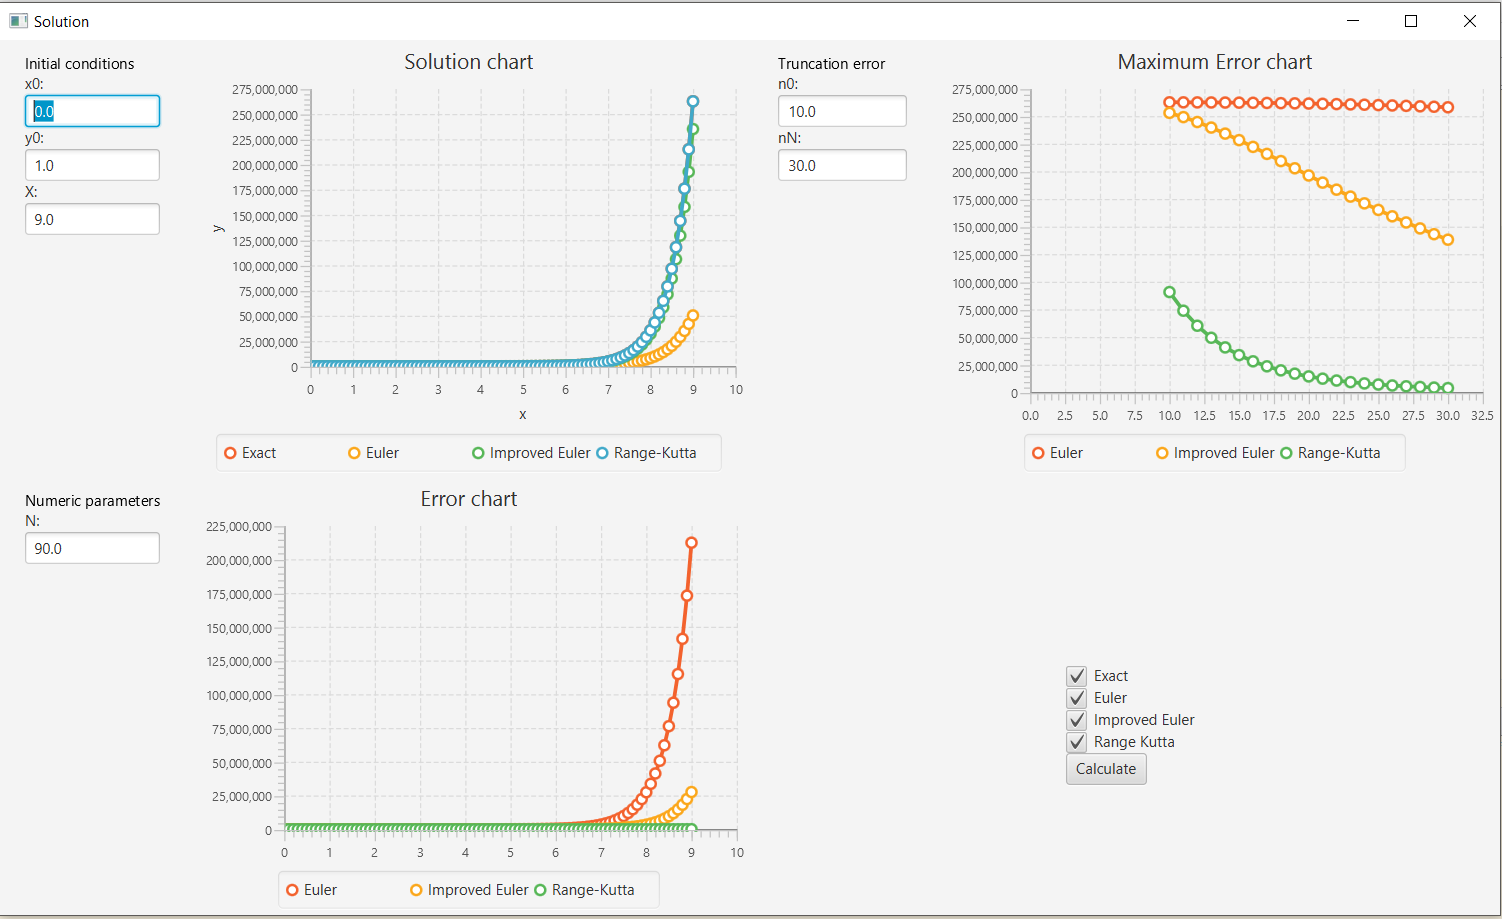 Solution
Initial conditions
x0:
0.0
y0:
1.0
X:
9.0
Solution chart
275,000,000
250,000,000
225,000,000
200,000,000
175,000,000
150,000,000
125,000,000
100,000,000
75,000,000
50,000,000
25,000,000
0
y
0 1 2 3 4 5 6 7 8 9 10
x
Exact Euler Improved Euler Range-Kutta
Truncation error
n0:
10.0
nN:
30.0
Maximum Error chart
275,000,000
250,000,000
225,000,000
200,000,000
175,000,000
150,000,000
125,000,000
100,000,000
75,000,000
50,000,000
25,000,000
0
0.0 2.5 5.0 7.5 10.0 12.5 15.0 17.5 20.0 22.5 25.0 27.5 30.0 32.5
Euler Improved Euler Range-Kutta
Numeric parameters
N:
90.0
Error chart
225,000,000
200,000,000
175,000,000
150,000,000
125,000,000
100,000,000
75,000,000
50,000,000
25,000,000
0
0 1 2 3 4 5 6 7 8 9 10
Euler Improved Euler Range-Kutta
Exact
Euler
Improved Euler
Range Kutta
Calculate